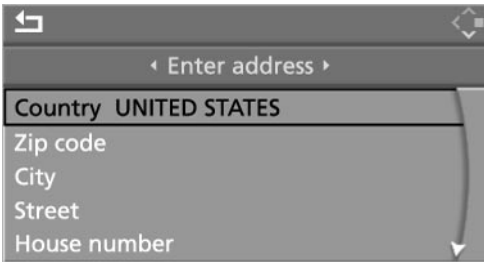 Enter address
Country UNITED STATES
Zip code
City
Street
House number